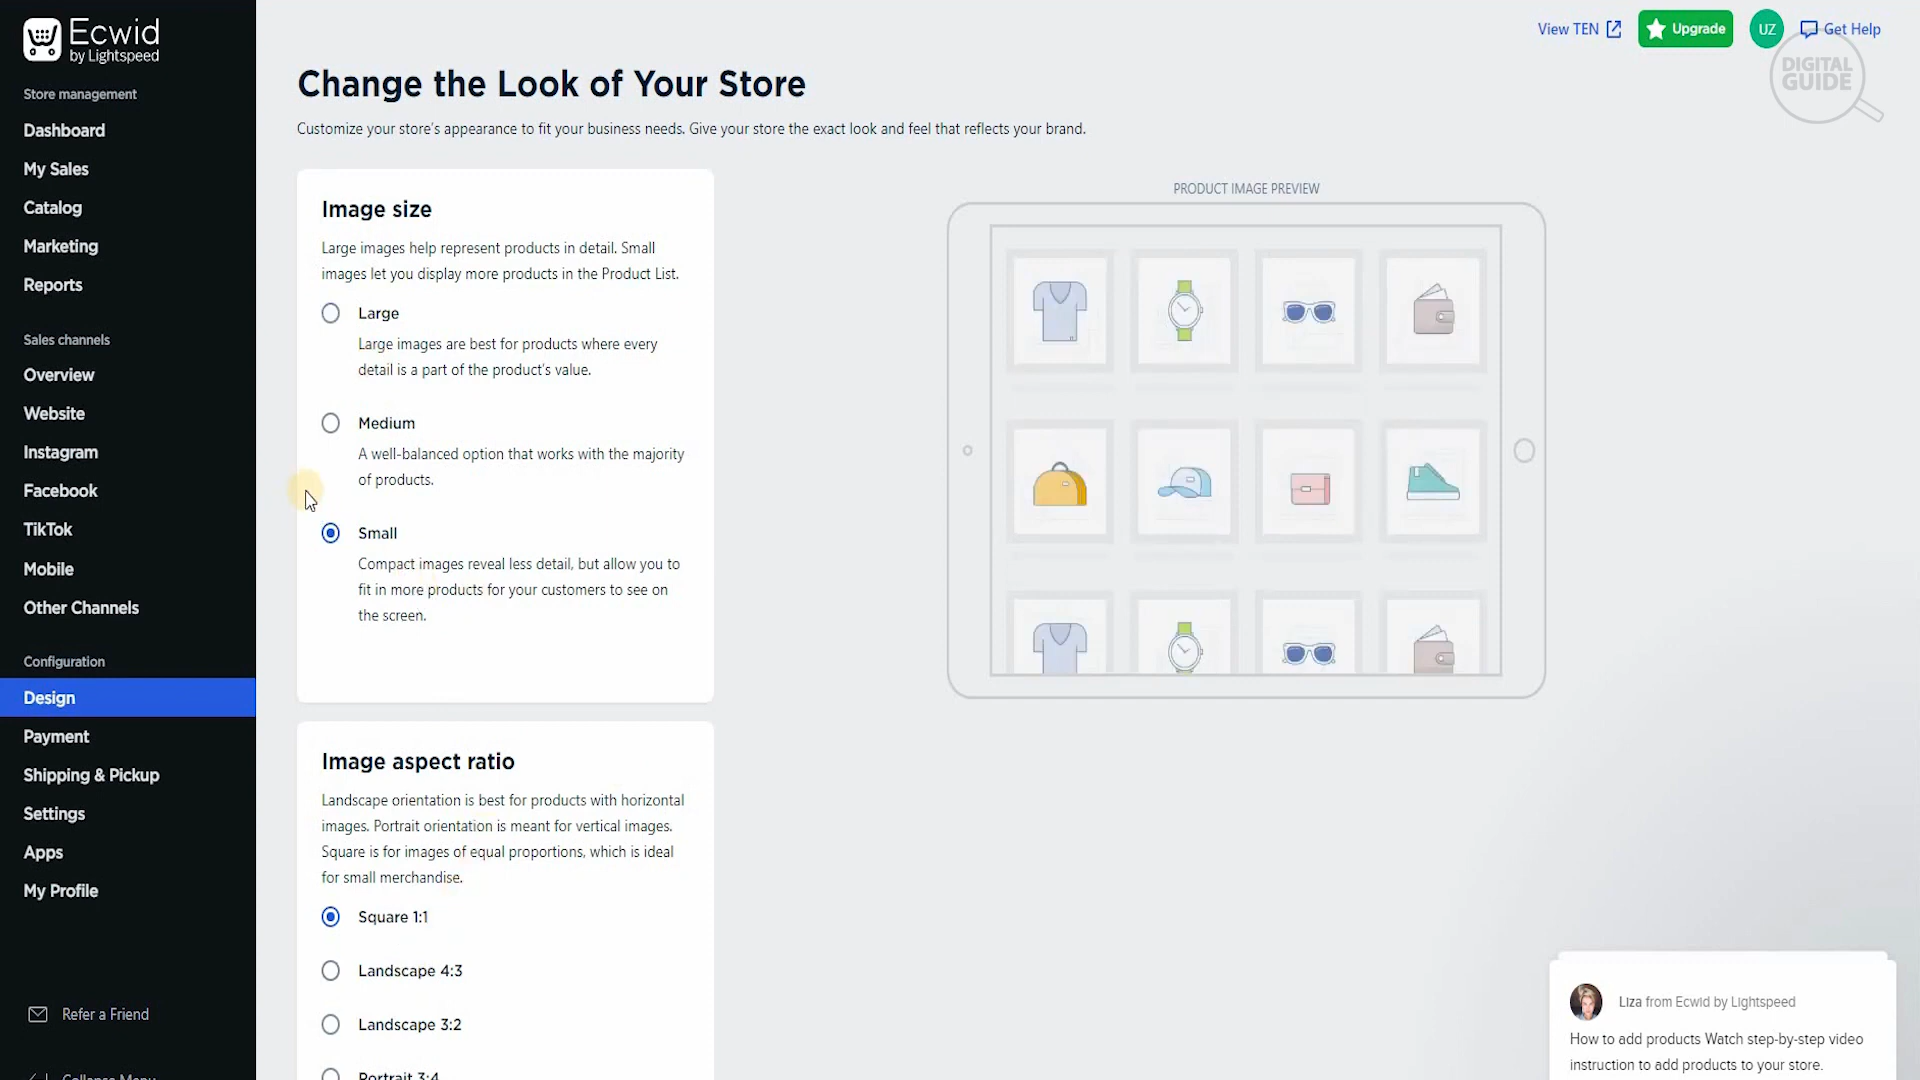 Ecwid
by Lightspeed
Store management
Dashboard
My Sales
Catalog
Marketing
Reports
Sales channels
Overview
Website
Instagram
Facebook
TikTok
Mobile
Other Channels
Configuration
Design
Payment
Shipping & Pickup
Settings
Apps
My Profile
Refer a Friend
Collapse Menu
View TEN
Upgrade
UZ
Get Help
DIGITAL
GUIDE
Change the Look of Your Store
Customize your store's appearance to fit your business needs. Give your store the exact look and feel that reflects your brand.
Image size
Large images help represent products in detail. Small
images let you display more products in the Product List.
Large
Large images are best for products where every
detail is a part of the product's value.
Medium
A well-balanced option that works with the majority
of products.
Small
Compact images reveal less detail, but allow you to
fit in more products for your customers to see on
the screen.
Image aspect ratio
Landscape orientation is best for products with horizontal
images. Portrait orientation is meant for vertical images.
Square is for images of equal proportions, which is ideal
for small merchandise.
Square 1:1
Landscape 4:3
Landscape 3:2
Portrait 3:4
PRODUCT IMAGE PREVIEW
Liza from Ecwid by Lightspeed
How to add products Watch step-by-step video
instruction to add products to your store.